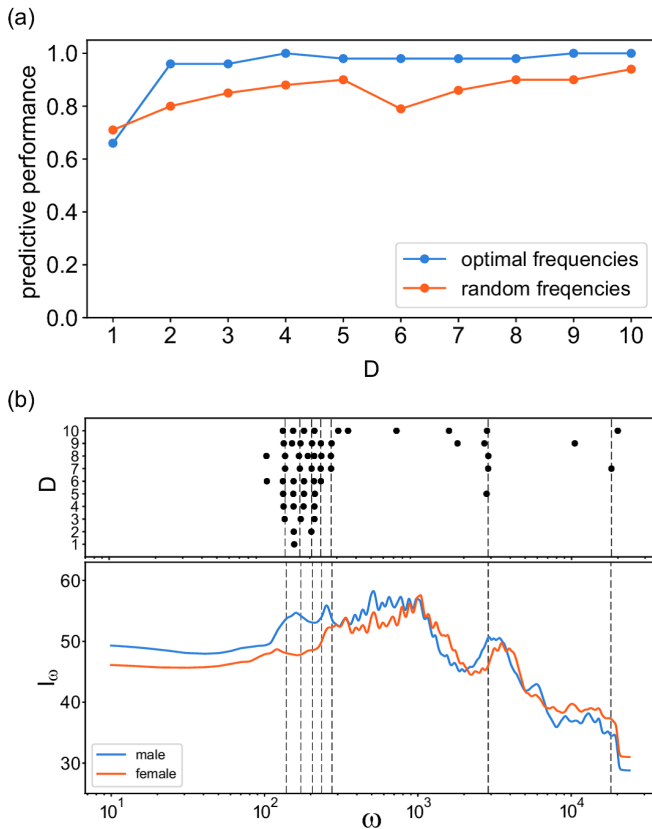 (a)
predictive performance
1.0
0.8
0.6
0.4
0.2
0.0
optimal frequencies
random freqencies
1 2 3 4 5 6 7 8 9 10
D
(b)
D
10
9
8
7
6
5
4
3
2
1
I_ω
60
50
40
30
male
female
10¹ 10² 10³ 10⁴
ω